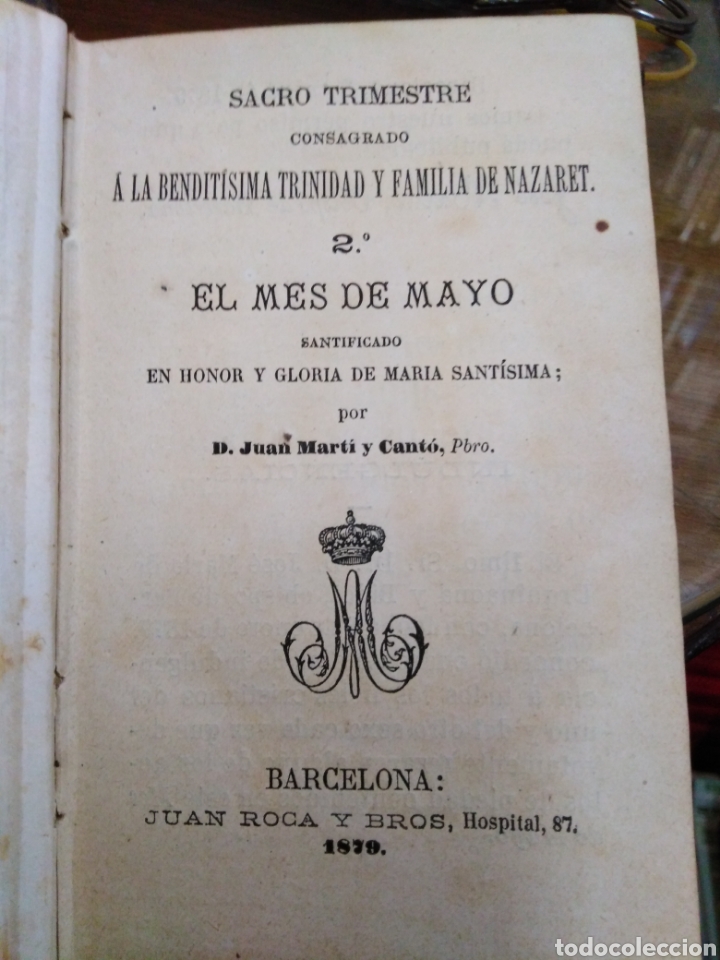 SACRO TRIMESTRE
CONSAGRADO
Á LA BENDITÍSIMA TRINIDAD Y FAMILIA DE NAZARET.
2.º
EL MES DE MAYO
SANTIFICADO
EN HONOR Y GLORIA DE MARIA SANTÍSIMA;
por
D. Juan Martí y Cantó, Pbro.
BARCELONA:
JUAN ROCA Y BROS, Hospital, 87.
1879.
todocoleccion